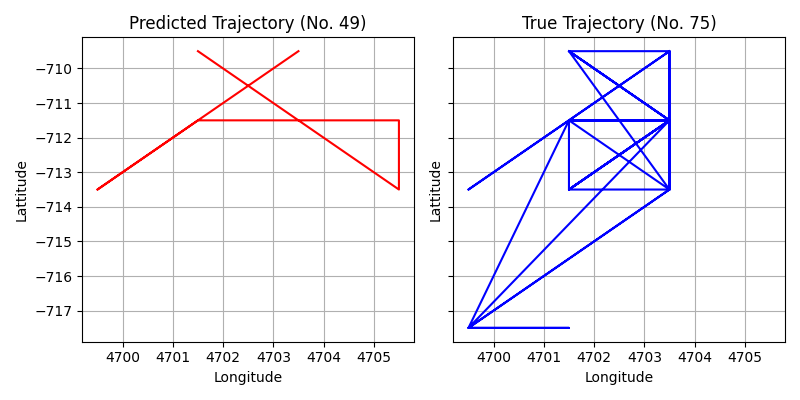 Predicted Trajectory (No. 49)
True Trajectory (No. 75)
Lattitude
−710
−711
−712
−713
−714
−715
−716
−717
4700 4701 4702 4703 4704 4705
Longitude
Lattitude
4700 4701 4702 4703 4704 4705
Longitude